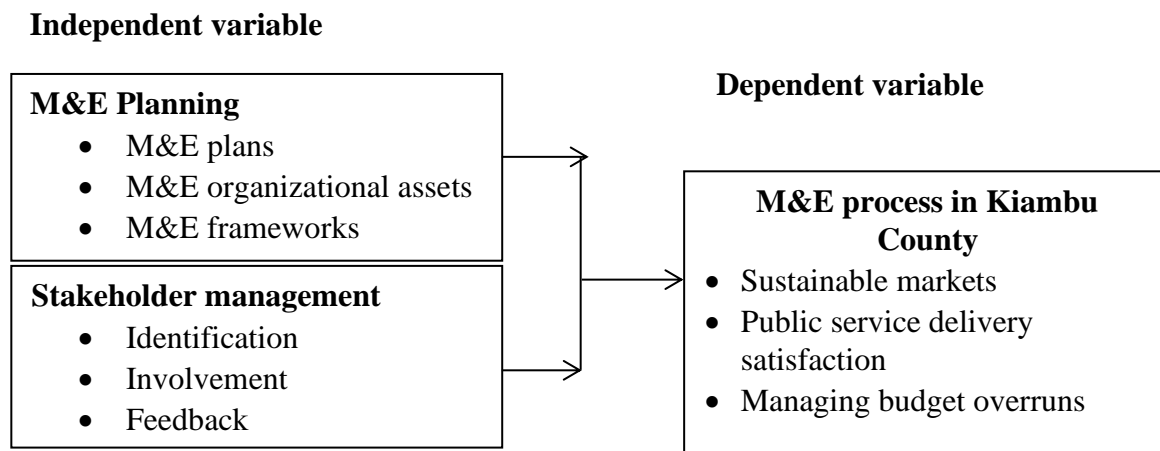 Independent variable
M&E Planning
• M&E plans
• M&E organizational assets
• M&E frameworks
Stakeholder management
• Identification
• Involvement
• Feedback
Dependent variable
M&E process in Kiambu
County
• Sustainable markets
• Public service delivery
satisfaction
• Managing budget overruns